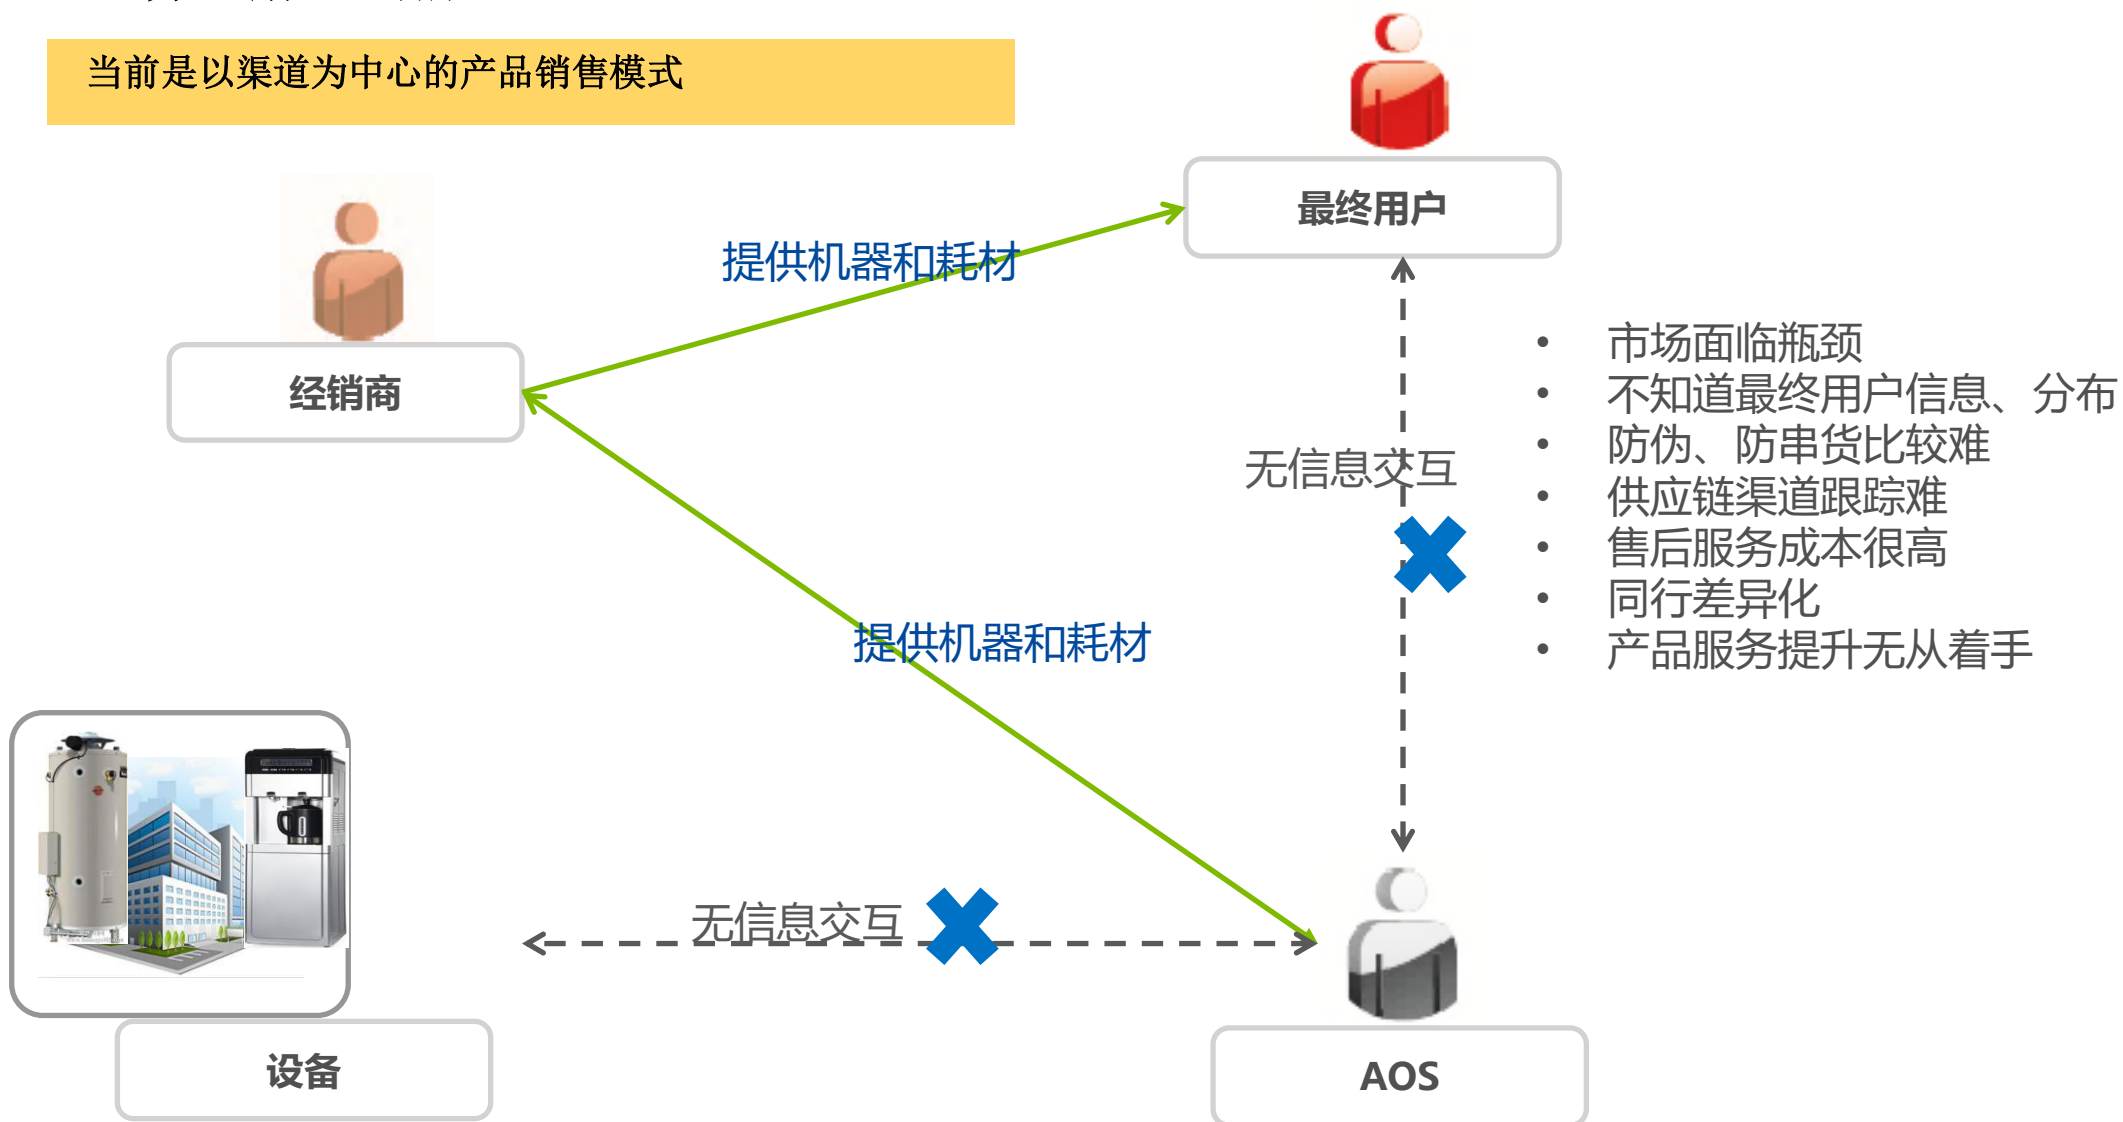 当前是以渠道为中心的产品销售模式
最终用户
提供机器和耗材
经销商
• 市场面临瓶颈
• 不知道最终用户信息、分布
• 防伪、防串货比较难
• 供应链渠道跟踪难
• 售后服务成本很高
• 同行差异化
• 产品服务提升无从着手
无信息交互
提供机器和耗材
无信息交互
设备
AOS